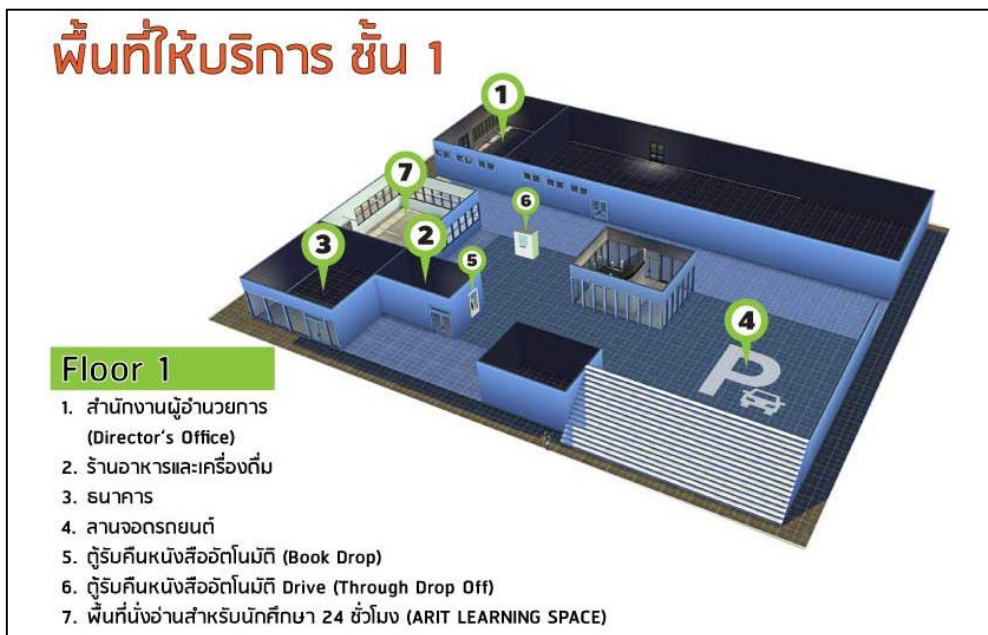 พื้นที่ให้บริการ ชั้น 1
1
7
6
3
2
5
4
P
Floor 1
1. สำนักงานผู้อำนวยการ
(Director's Office)
2. ร้านอาหารและเครื่องดื่ม
3. ธนาคาร
4. ลานจอดรถยนต์
5. ตู้รับคืนหนังสืออัตโนมัติ (Book Drop)
6. ตู้รับคืนหนังสืออัตโนมัติ Drive (Through Drop Off)
7. พื้นที่นั่งอ่านสำหรับนักศึกษา 24 ชั่วโมง (ARIT LEARNING SPACE)